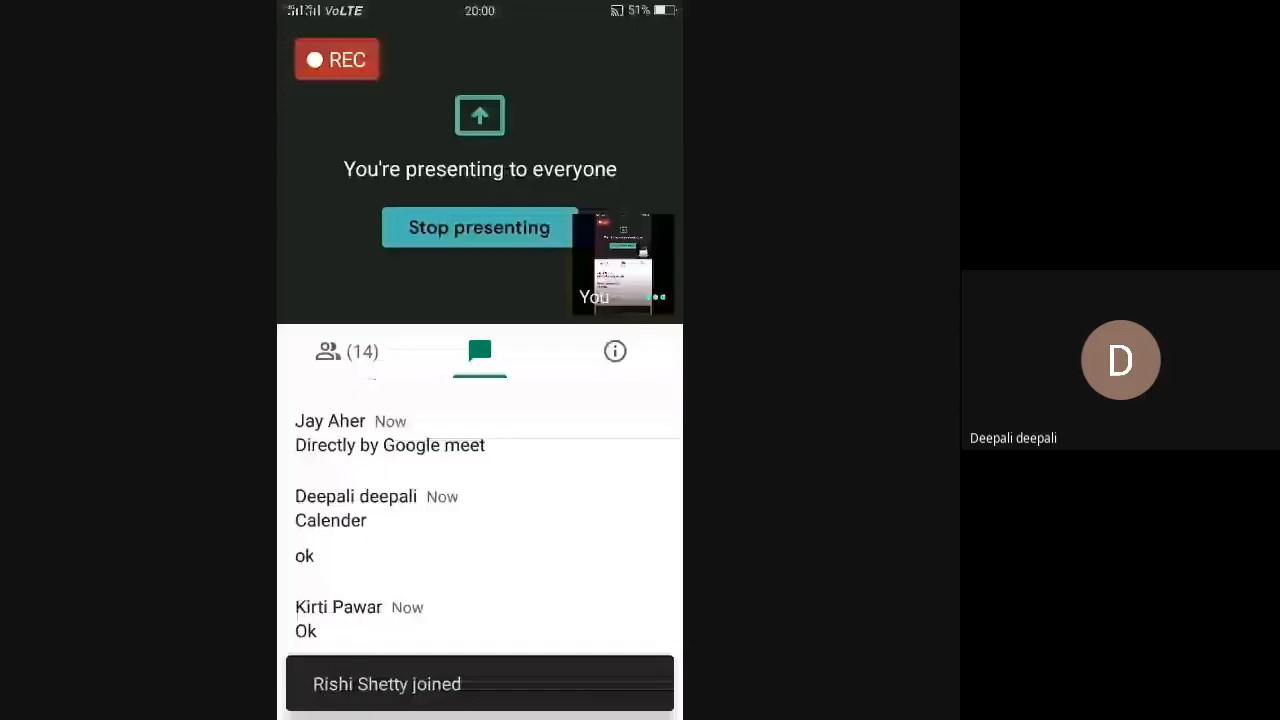 VoLTE 20:00 51%
REC
You're presenting to everyone
Stop presenting
You
(14)
Jay Aher Now
Directly by Google meet
Deepali deepali Now
Calender
ok
Kirti Pawar Now
Ok
Rishi Shetty joined
D
Deepali deepali